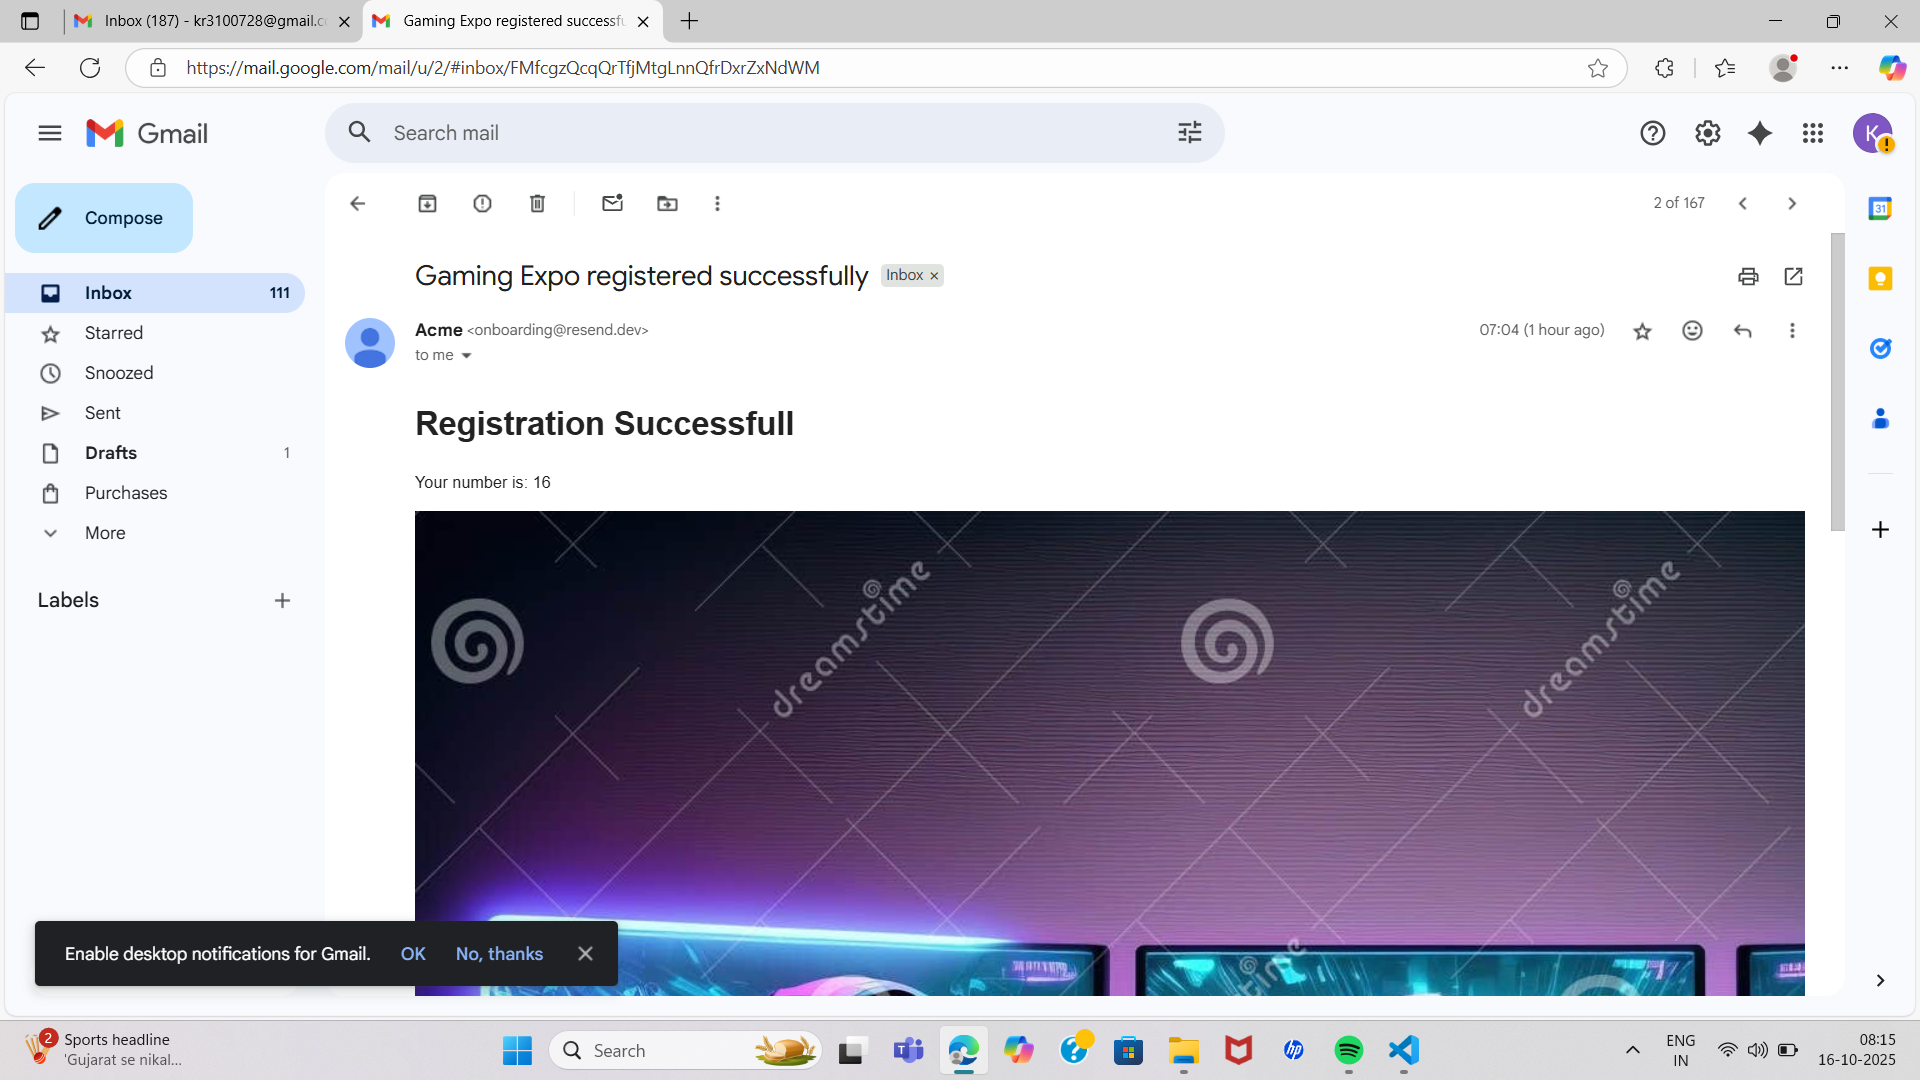 Inbox (187) - kr3100728@gmail.c
Gaming Expo registered successfu
https://mail.google.com/mail/u/2/#inbox/FMfcgzQcqQrTfjMtgLnnQfrDxrZxNdWM
Gmail
Search mail
K
Compose
2 of 167
31
Inbox 111
Starred
Snoozed
Sent
Drafts 1
Purchases
More
Labels
Gaming Expo registered successfully Inbox ×
Acme <onboarding@resend.dev>
07:04 (1 hour ago)
to me
Registration Successfull
Your number is: 16
dreamstime
dreamstime
Enable desktop notifications for Gmail. OK No, thanks
2
Sports headline
'Gujarat se nikal...
Search
hp
ENG
IN
08:15
16-10-2025